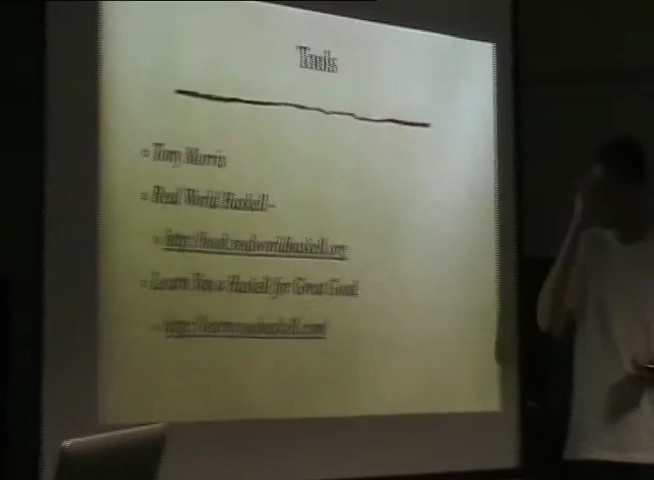 Tools
Tony Morris
Real World Haskell -
http://book.realworldhaskell.org
Learn You a Haskell for Great Good
http://learnyouahaskell.com/